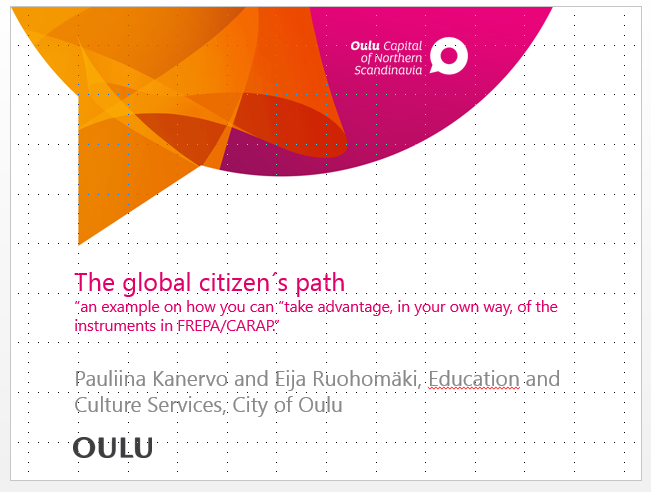 Oulu Capital
of Northern
Scandinavia
The global citizen´s path
“an example on how you can “take advantage, in your own way, of the
instruments in FREPA/CARAP.”
Pauliina Kanervo and Eija Ruohomäki, Education and
Culture Services, City of Oulu
OULU